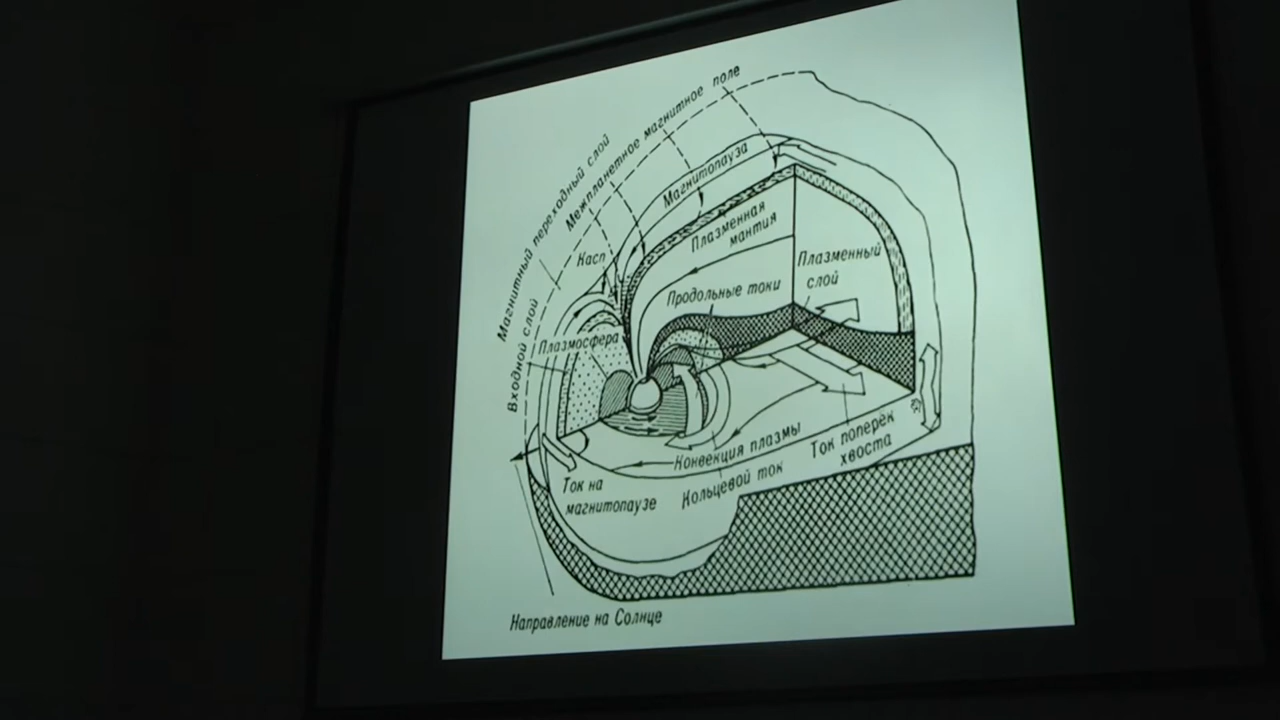 Магнитный переходный слой
Межпланетное магнитное поле
Магнитопауза
Плазменная
мантия
Касп
Плазменный
слой
Продольные токи
Входной слой
Плазмосфера
Конвекция плазмы
Ток поперек
хвоста
Кольцевой ток
Ток на
магнитопаузе
Направление на Солнце